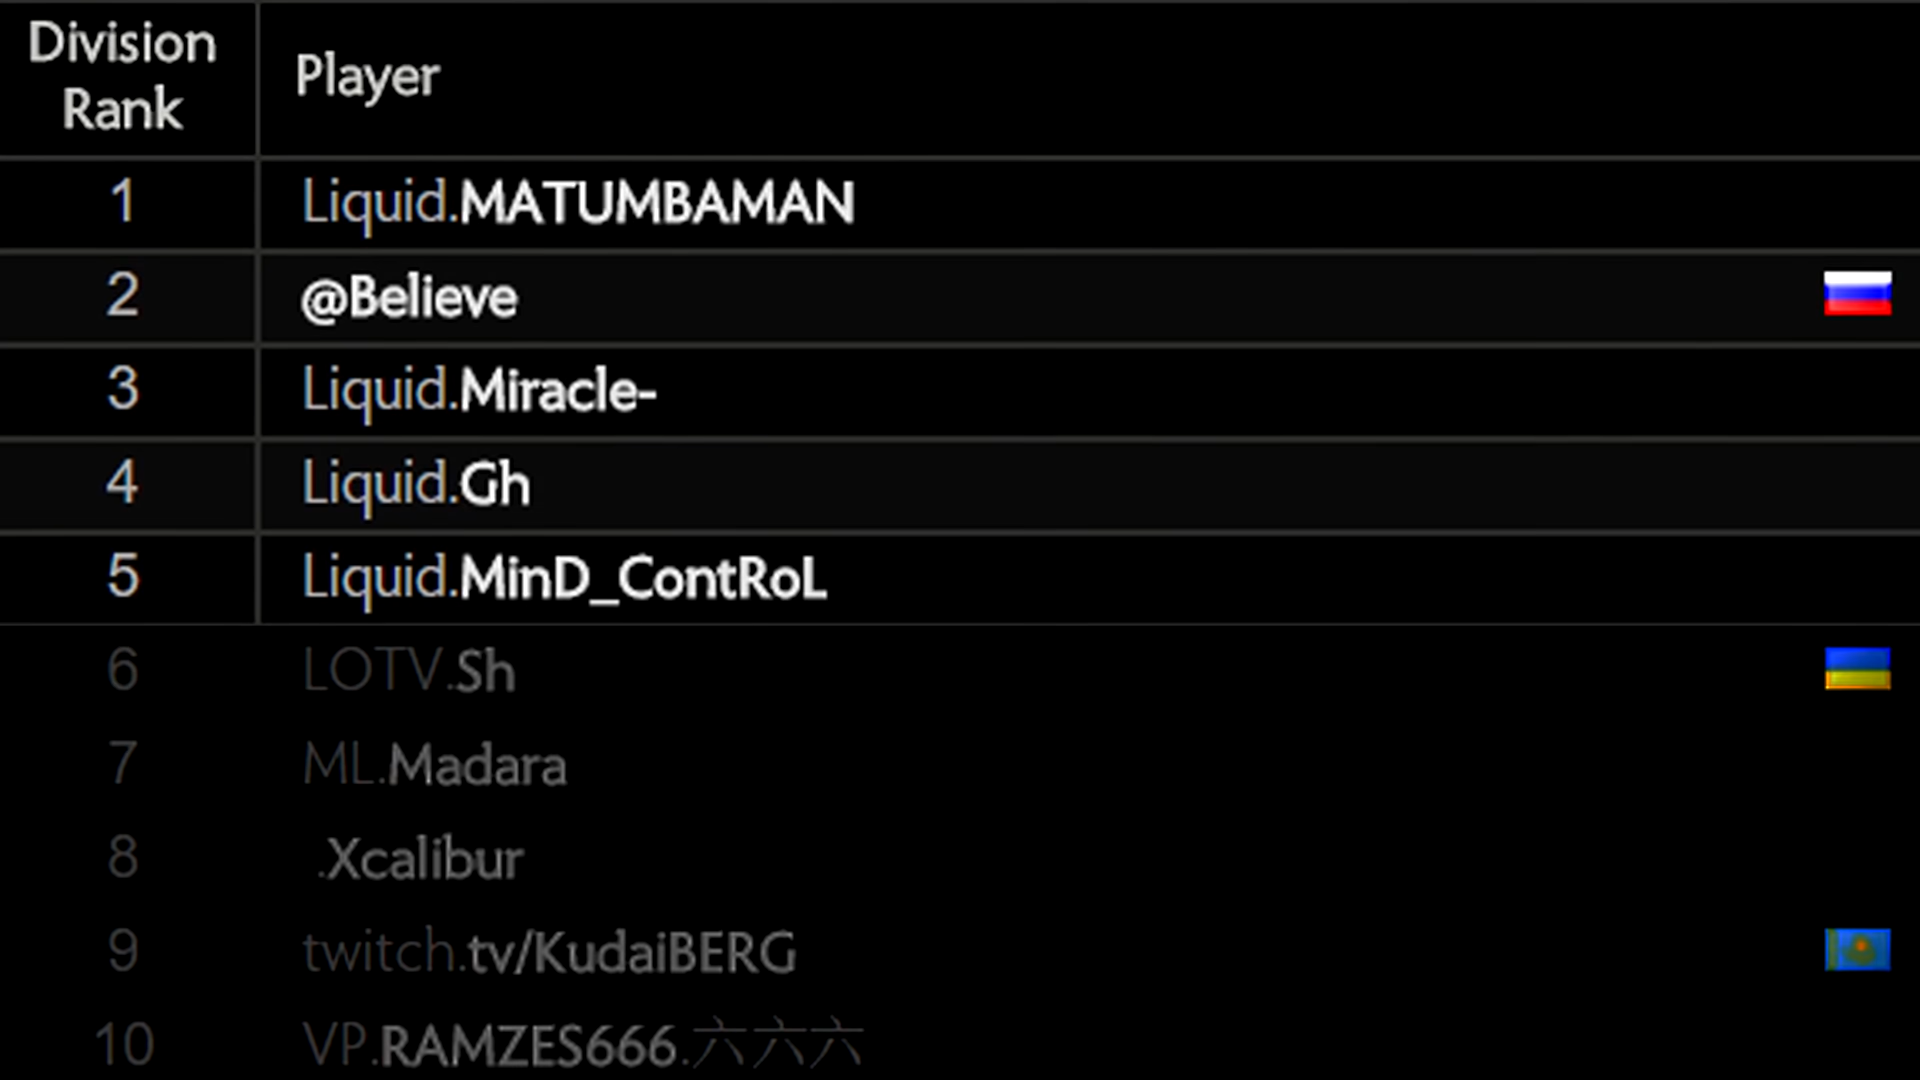 Division
Rank
Player
1 Liquid.MATUMBAMAN
2 @Believe
3 Liquid.Miracle-
4 Liquid.Gh
5 Liquid.MinD_ContRoL
6 LOTV.Sh
7 ML.Madara
8 .Xcalibur
9 twitch.tv/KudaiBERG
10 VP.RAMZES666.六六六